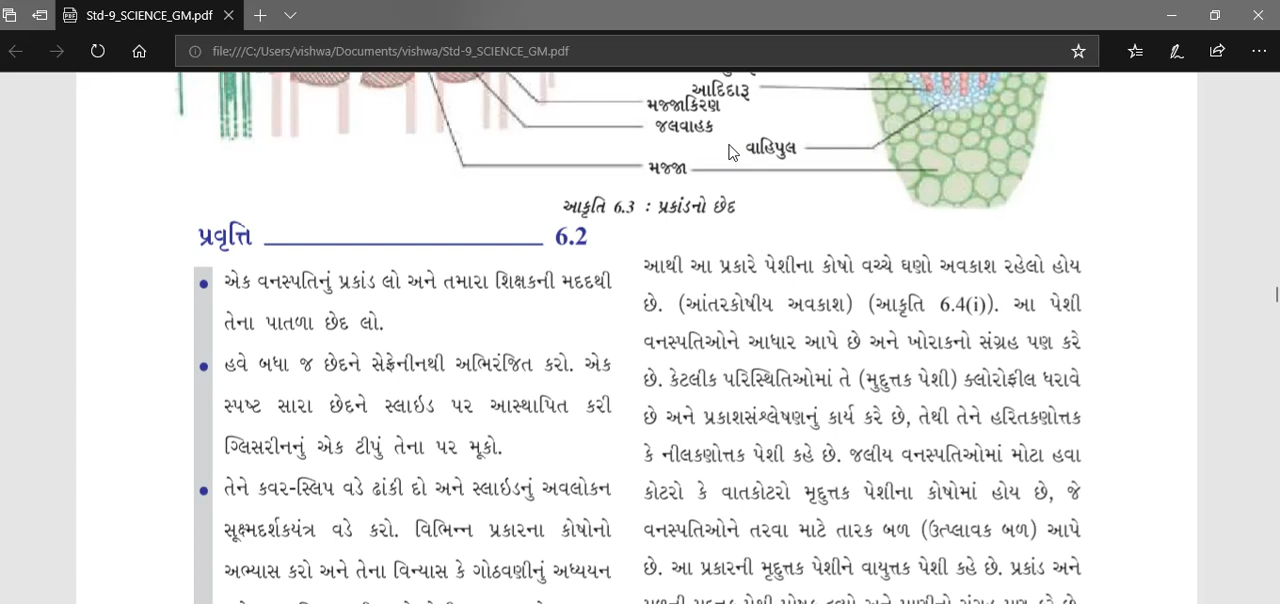 Std-9_SCIENCE_GM.pdf
file:///C:/Users/vishwa/Documents/vishwa/Std-9_SCIENCE_GM.pdf
આદિદારૂ
મજ્જાકિરણ
જલવાહક
વાહિપુલ
મજ્જા
આકૃતિ 6.3 : પ્રકાંડનો છેદ
પ્રવૃત્તિ 6.2
• એક વનસ્પતિનું પ્રકાંડ લો અને તમારા શિક્ષકની મદદથી
તેના પાતળા છેદ લો.
• હવે બધા જ છેદને સેફ્રેનીનથી અભિરંજિત કરો. એક
સ્પષ્ટ સારા છેદને સ્લાઇડ પર આસ્થાપિત કરી
ગ્લિસરીનનું એક ટીપું તેના પર મૂકો.
• તેને કવર-સ્લિપ વડે ઢાંકી દો અને સ્લાઇડનું અવલોકન
સૂક્ષ્મદર્શકયંત્ર વડે કરો. વિભિન્ન પ્રકારના કોષોનો
અભ્યાસ કરો અને તેના વિન્યાસ કે ગોઠવણીનું અધ્યયન
આથી આ પ્રકારે પેશીના કોષો વચ્ચે ઘણો અવકાશ રહેલો હોય
છે. (આંતરકોષીય અવકાશ) (આકૃતિ 6.4(i)). આ પેશી
વનસ્પતિઓને આધાર આપે છે અને ખોરાકનો સંગ્રહ પણ કરે
છે. કેટલીક પરિસ્થિતિઓમાં તે (મુદુત્તક પેશી) ક્લોરોફીલ ધરાવે
છે અને પ્રકાશસંશ્લેષણનું કાર્ય કરે છે, તેથી તેને હરિતકણોત્તક
કે નીલકણોત્તક પેશી કહે છે. જલીય વનસ્પતિઓમાં મોટા હવા
કોટરો કે વાતકોટરો મૃદુત્તક પેશીના કોષોમાં હોય છે, જે
વનસ્પતિઓને તરવા માટે તારક બળ (ઉત્પ્લાવક બળ) આપે
છે. આ પ્રકારની મૃદુત્તક પેશીને વાયુત્તક પેશી કહે છે. પ્રકાંડ અને